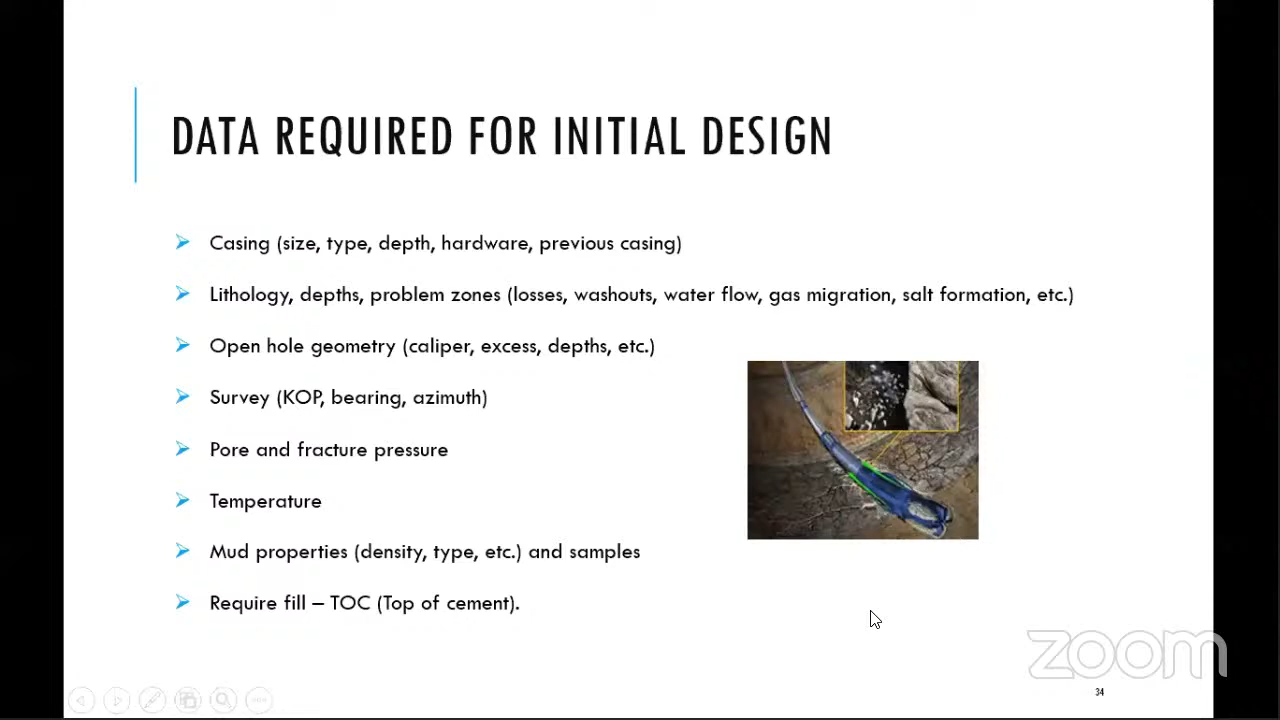 DATA REQUIRED FOR INITIAL DESIGN
Casing (size, type, depth, hardware, previous casing)
Lithology, depths, problem zones (losses, washouts, water flow, gas migration, salt formation, etc.)
Open hole geometry (caliper, excess, depths, etc.)
Survey (KOP, bearing, azimuth)
Pore and fracture pressure
Temperature
Mud properties (density, type, etc.) and samples
Require fill – TOC (Top of cement).
zoom
34